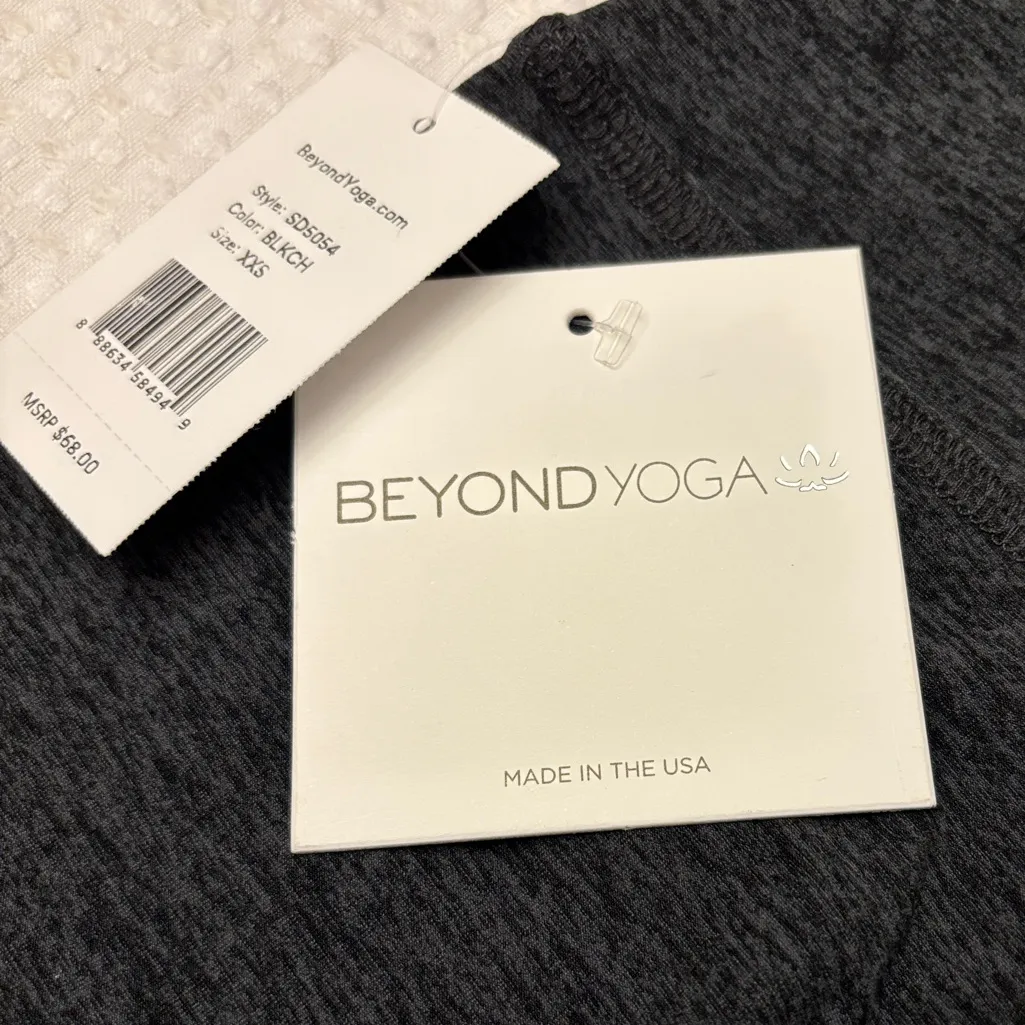 BeyondYoga.com
Style: SD5054
Color: BLKCH
Size: XXS
8 88634 58494 9
MSRP $68.00
BEYOND YOGA
MADE IN THE USA